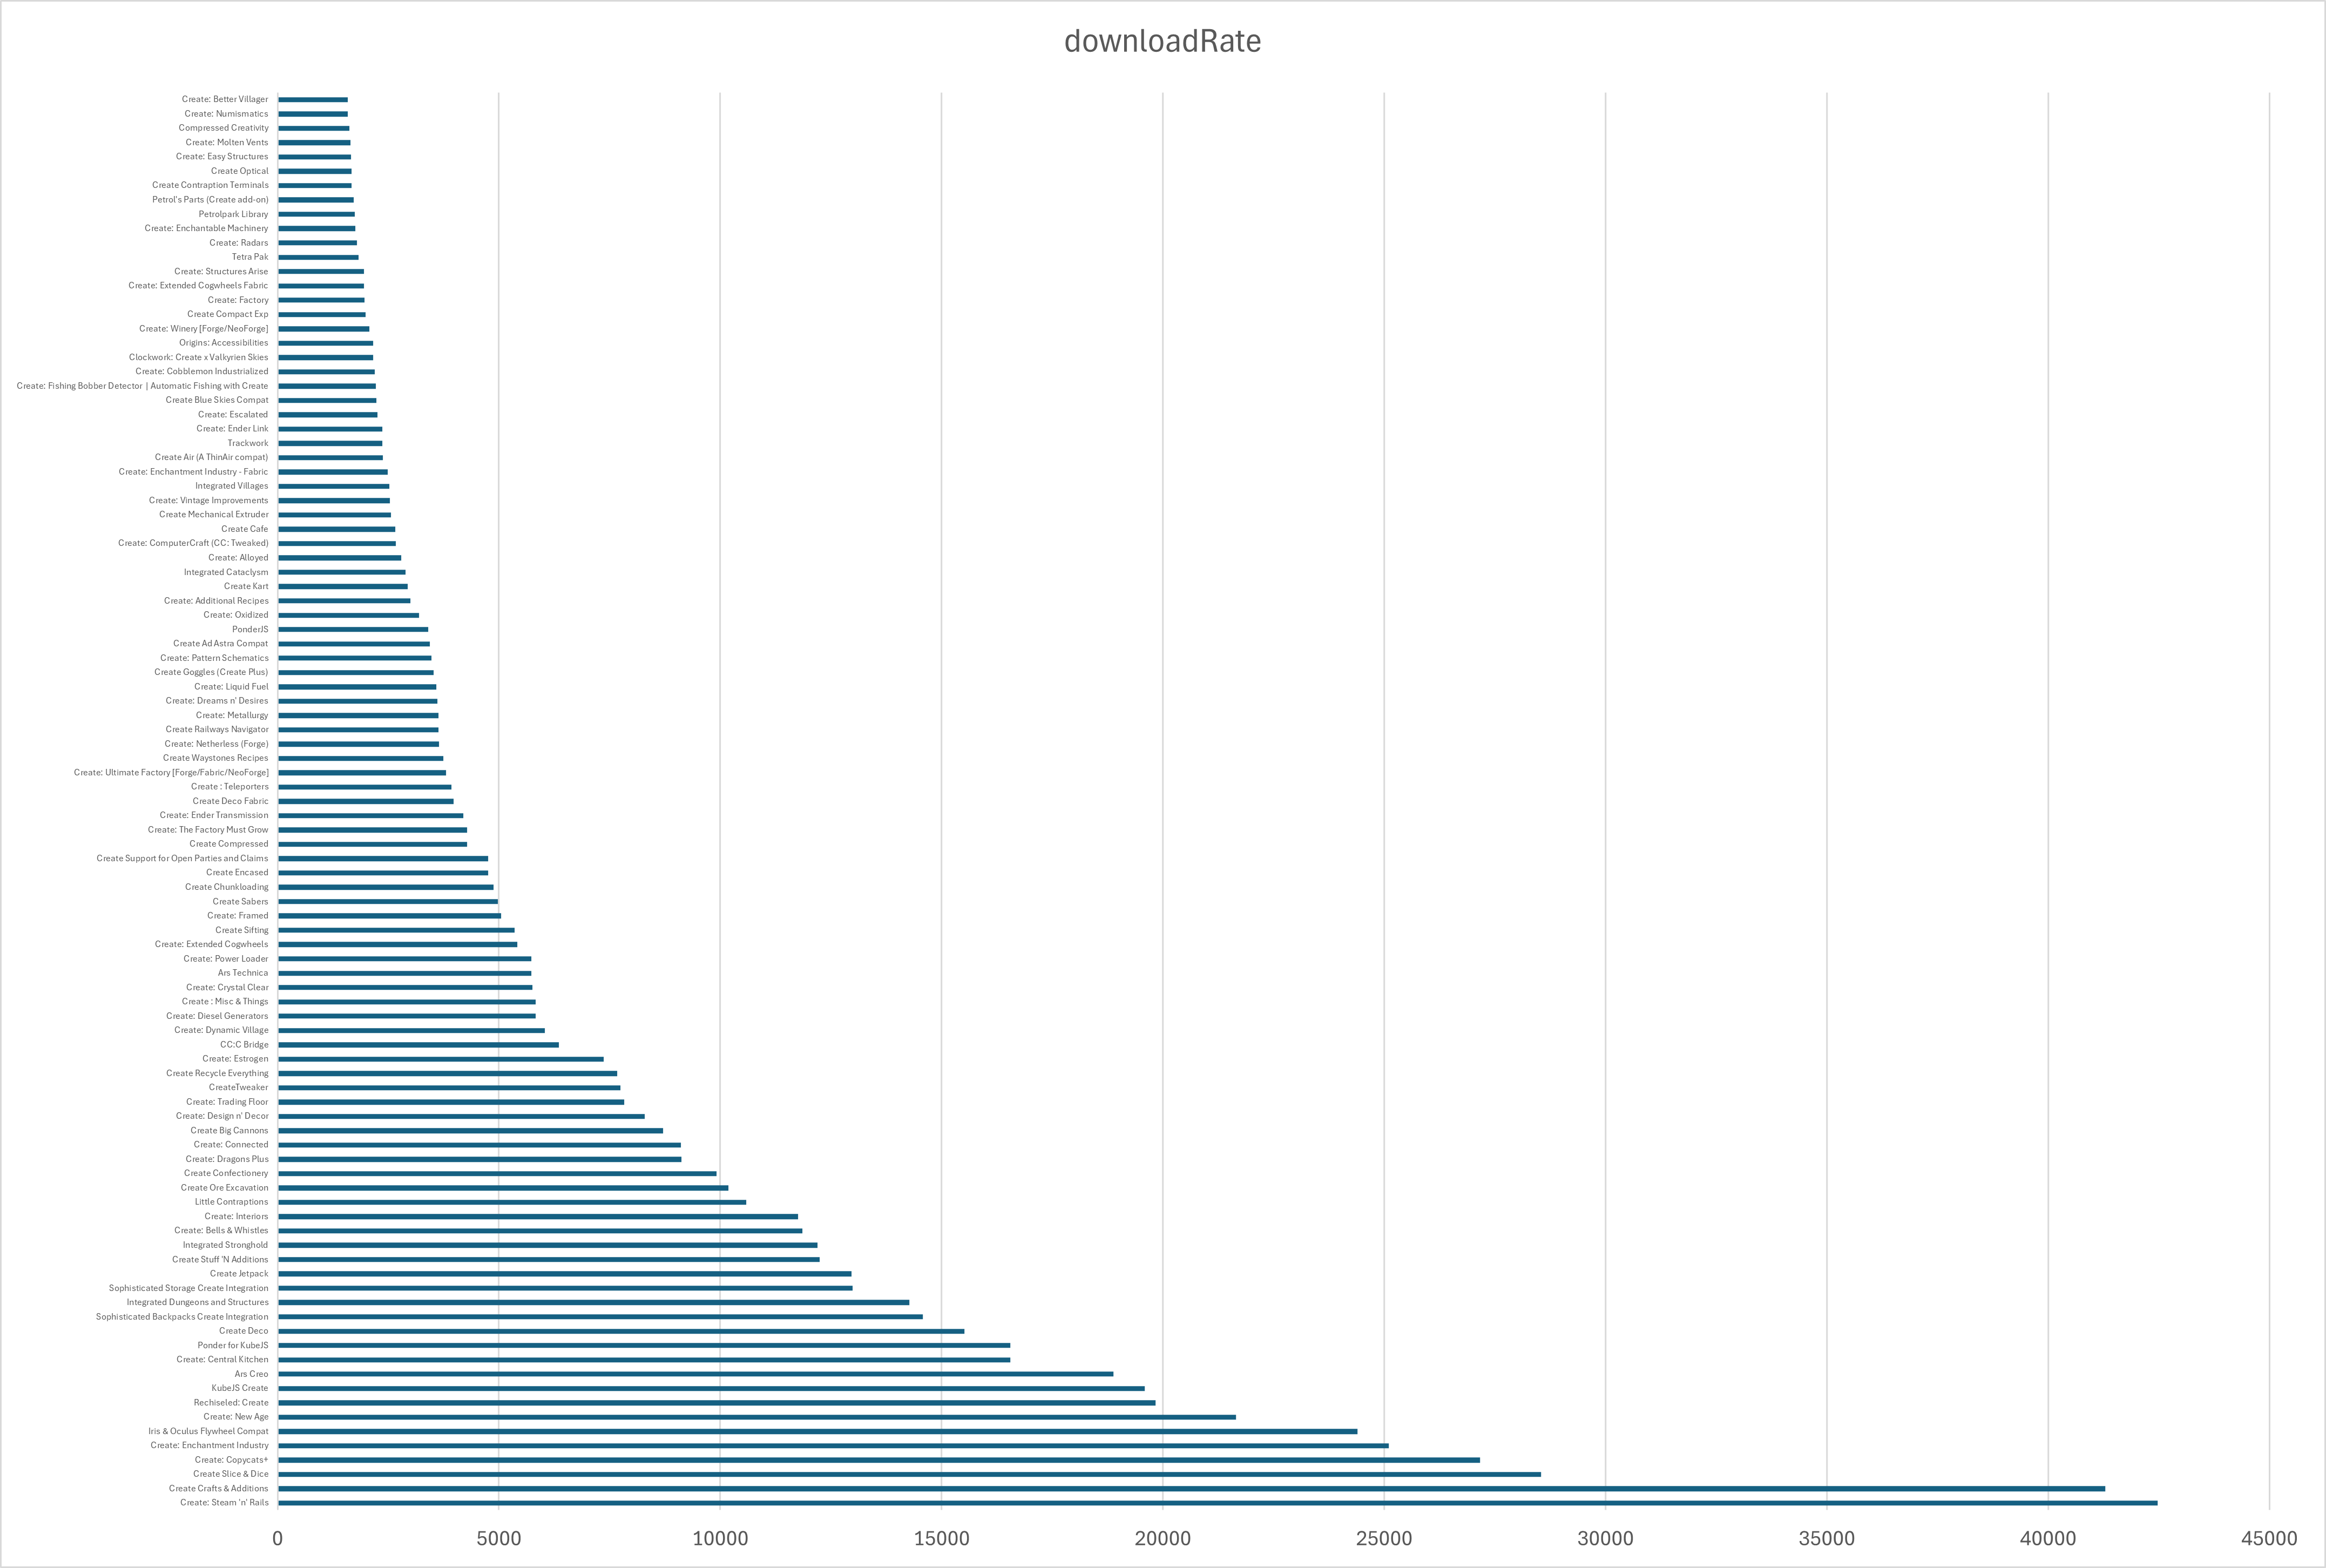 downloadRate
Create: Better Villager
Create: Numismatics
Compressed Creativity
Create: Molten Vents
Create: Easy Structures
Create Optical
Create Contraption Terminals
Petrol's Parts (Create add-on)
Petrolpark Library
Create: Enchantable Machinery
Create: Radars
Tetra Pak
Create: Structures Arise
Create: Extended Cogwheels Fabric
Create: Factory
Create Compact Exp
Create: Winery [Forge/NeoForge]
Origins: Accessibilities
Clockwork: Create x Valkyrien Skies
Create: Cobblemon Industrialized
Create: Fishing Bobber Detector | Automatic Fishing with Create
Create Blue Skies Compat
Create: Escalated
Create: Ender Link
Trackwork
Create Air (A ThinAir compat)
Create: Enchantment Industry - Fabric
Integrated Villages
Create: Vintage Improvements
Create Mechanical Extruder
Create Cafe
Create: ComputerCraft (CC: Tweaked)
Create: Alloyed
Integrated Cataclysm
Create Kart
Create: Additional Recipes
Create: Oxidized
PonderJS
Create Ad Astra Compat
Create: Pattern Schematics
Create Goggles (Create Plus)
Create: Liquid Fuel
Create: Dreams n' Desires
Create: Metallurgy
Create Railways Navigator
Create: Netherless (Forge)
Create Waystones Recipes
Create: Ultimate Factory [Forge/Fabric/NeoForge]
Create : Teleporters
Create Deco Fabric
Create: Ender Transmission
Create: The Factory Must Grow
Create Compressed
Create Support for Open Parties and Claims
Create Encased
Create Chunkloading
Create Sabers
Create: Framed
Create Sifting
Create: Extended Cogwheels
Create: Power Loader
Ars Technica
Create: Crystal Clear
Create : Misc & Things
Create: Diesel Generators
Create: Dynamic Village
CC:C Bridge
Create: Estrogen
Create Recycle Everything
CreateTweaker
Create: Trading Floor
Create: Design n' Decor
Create Big Cannons
Create: Connected
Create: Dragons Plus
Create Confectionery
Create Ore Excavation
Little Contraptions
Create: Interiors
Create: Bells & Whistles
Integrated Stronghold
Create Stuff 'N Additions
Create Jetpack
Sophisticated Storage Create Integration
Integrated Dungeons and Structures
Sophisticated Backpacks Create Integration
Create Deco
Ponder for KubeJS
Create: Central Kitchen
Ars Creo
KubeJS Create
Rechiseled: Create
Create: New Age
Iris & Oculus Flywheel Compat
Create: Enchantment Industry
Create: Copycats+
Create Slice & Dice
Create Crafts & Additions
Create: Steam 'n' Rails
0 5000 10000 15000 20000 25000 30000 35000 40000 45000